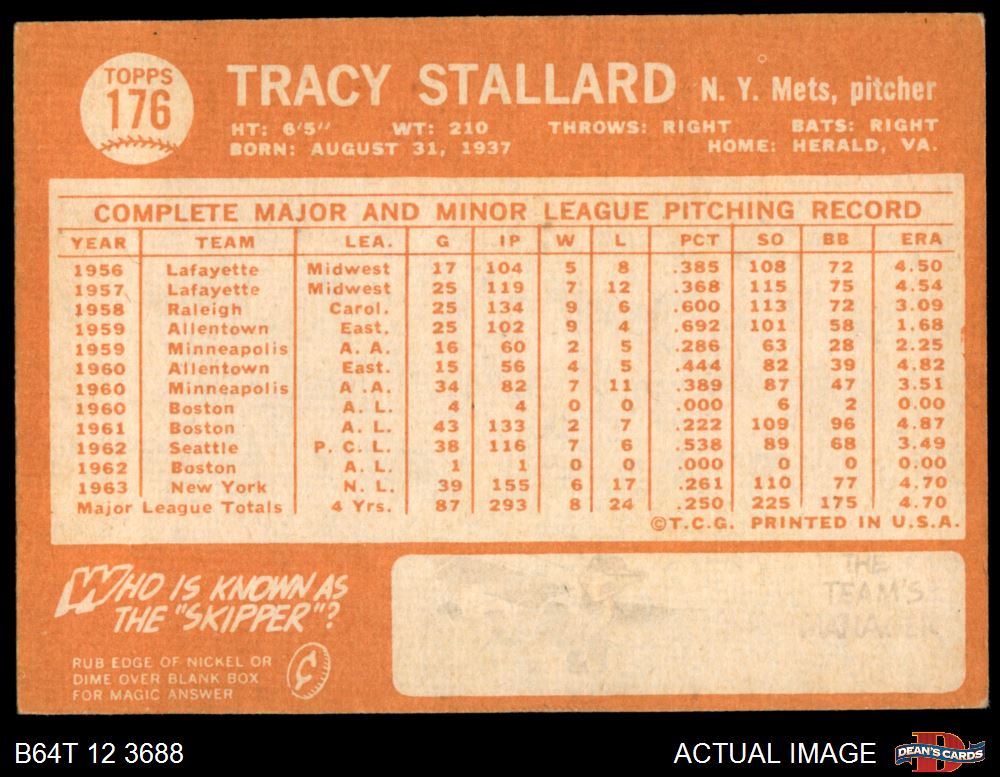 TOPPS
176
TRACY STALLARD N. Y. Mets, pitcher
HT: 6'5" WT: 210 THROWS: RIGHT BATS: RIGHT
BORN: AUGUST 31, 1937 HOME: HERALD, VA.
COMPLETE MAJOR AND MINOR LEAGUE PITCHING RECORD
YEAR TEAM LEA. G IP W L PCT SO BB ERA
1956 Lafayette Midwest 17 104 5 8 .385 108 72 4.50
1957 Lafayette Midwest 25 119 7 12 .368 115 75 4.54
1958 Raleigh Carol. 25 134 9 6 .600 113 72 3.09
1959 Allentown East. 25 102 9 4 .692 101 58 1.68
1959 Minneapolis A. A. 16 60 2 5 .286 63 28 2.25
1960 Allentown East. 15 56 4 5 .444 82 39 4.82
1960 Minneapolis A .A. 34 82 7 11 .389 87 47 3.51
1960 Boston A. L. 4 4 0 0 .000 6 2 0.00
1961 Boston A. L. 43 133 2 7 .222 109 96 4.87
1962 Seattle P. C. L. 38 116 7 6 .538 89 68 3.49
1962 Boston A. L. 1 1 0 0 .000 0 0 0.00
1963 New York N. L. 39 155 6 17 .261 110 77 4.70
Major League Totals 4 Yrs. 87 293 8 24 .250 225 175 4.70
©T.C.G. PRINTED IN U.S.A.
WHO IS KNOWN AS
THE "SKIPPER"?
RUB EDGE OF NICKEL OR
DIME OVER BLANK BOX
FOR MAGIC ANSWER
THE
TEAM'S
MANAGER
B64T 12 3688 ACTUAL IMAGE DEAN'S CARDS